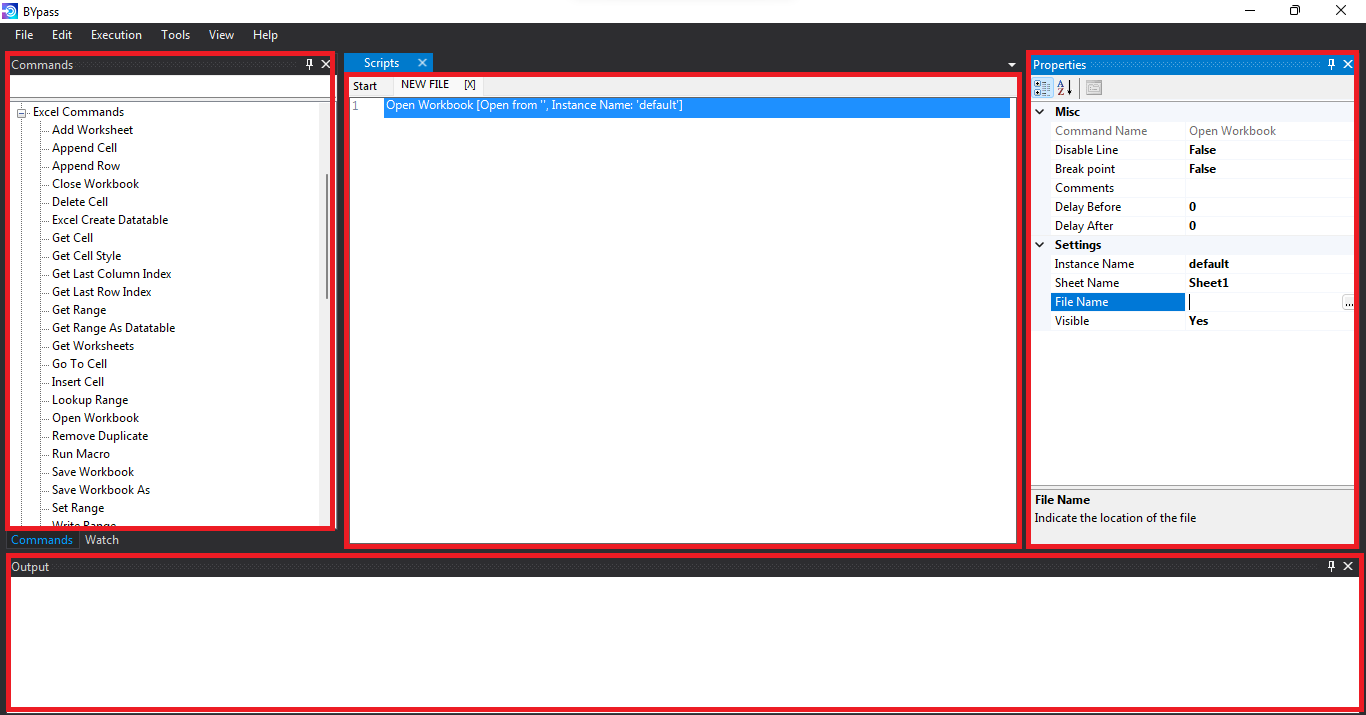 BYpass
File Edit Execution Tools View Help
Commands
Excel Commands
Add Worksheet
Append Cell
Append Row
Close Workbook
Delete Cell
Excel Create Datatable
Get Cell
Get Cell Style
Get Last Column Index
Get Last Row Index
Get Range
Get Range As Datatable
Get Worksheets
Go To Cell
Insert Cell
Lookup Range
Open Workbook
Remove Duplicate
Run Macro
Save Workbook
Save Workbook As
Set Range
Write Range
Commands Watch
Scripts
Start NEW FILE [X]
1 Open Workbook [Open from '', Instance Name: 'default']
Properties
Misc
Command Name Open Workbook
Disable Line False
Break point False
Comments
Delay Before 0
Delay After 0
Settings
Instance Name default
Sheet Name Sheet1
File Name ...
Visible Yes
File Name
Indicate the location of the file
Output